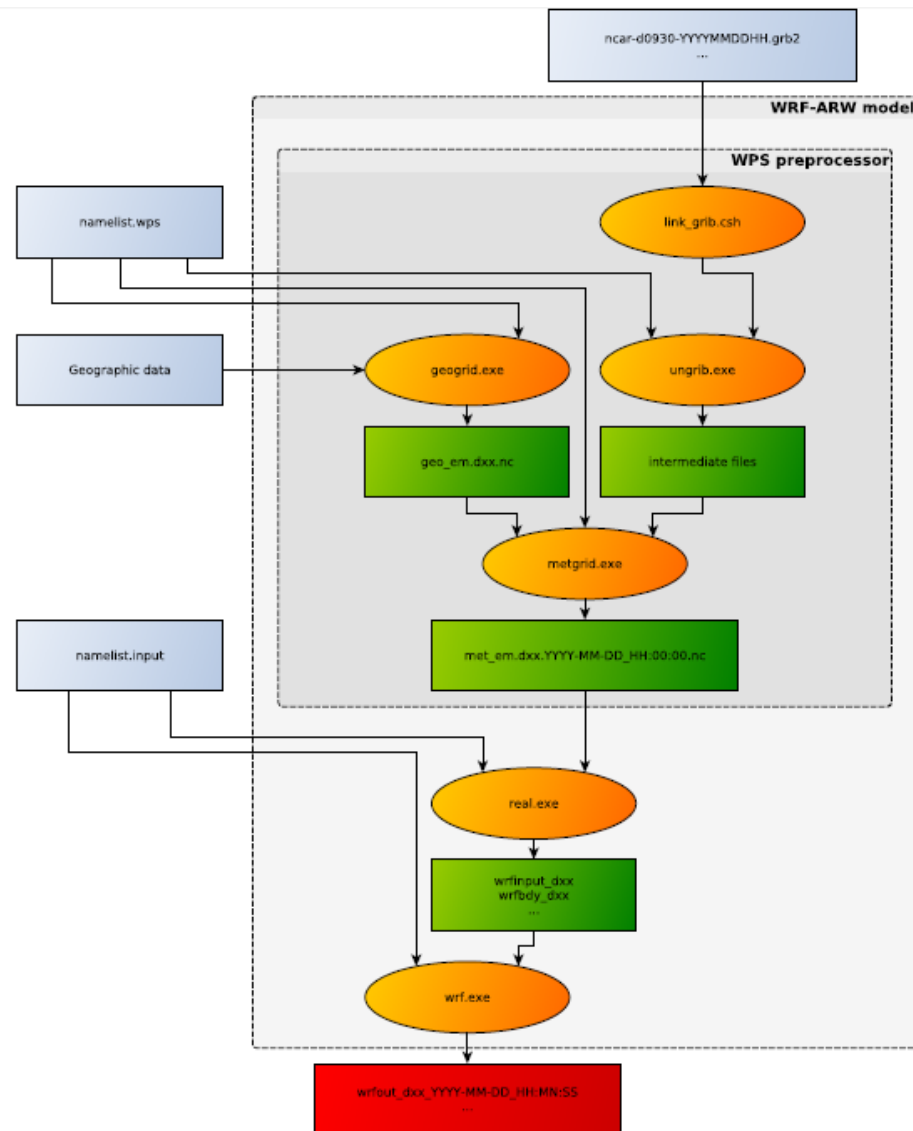 ncar-d0930-YYYYMMDDHH.grb2
...
WRF-ARW model
WPS preprocessor
namelist.wps
link_grib.csh
Geographic data
geogrid.exe
ungrib.exe
geo_em.dxx.nc
intermediate files
metgrid.exe
namelist.input
met_em.dxx.YYYY-MM-DD_HH:00:00.nc
real.exe
wrfinput_dxx
wrfbdy_dxx
...
wrf.exe
wrfout_dxx_YYYY-MM-DD_HH:MN:SS
...